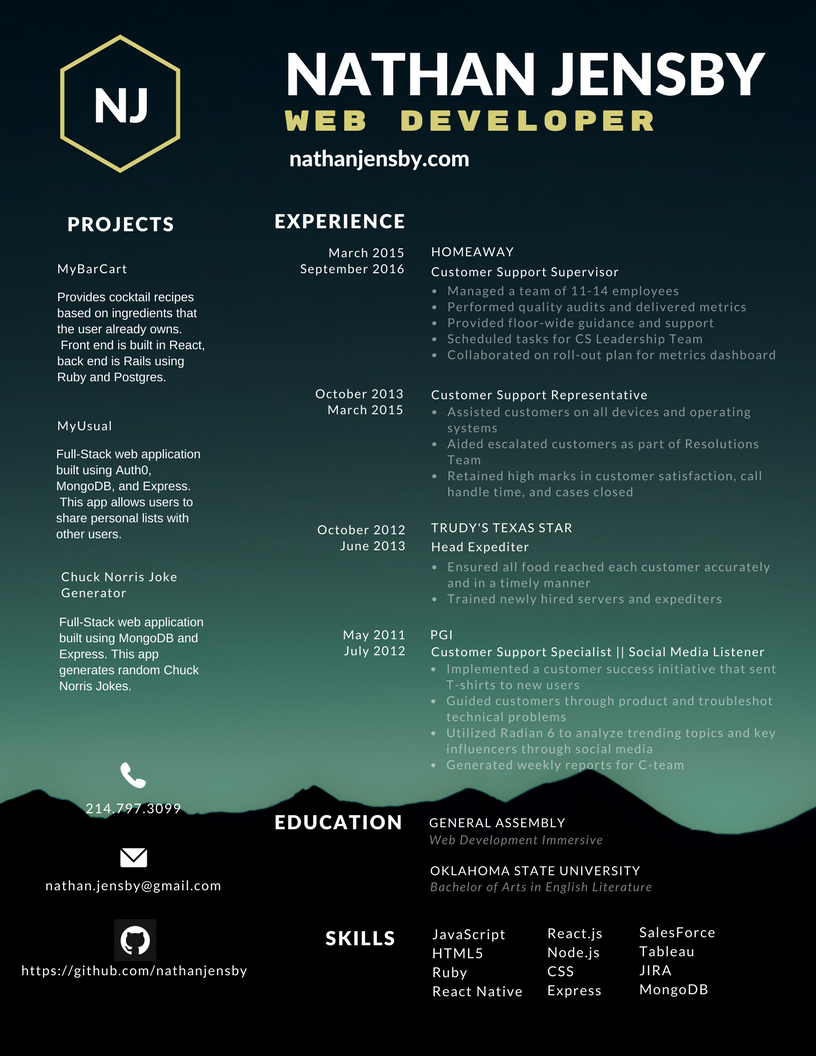 NJ
NATHAN JENSBY
WEB DEVELOPER
nathanjensby.com
PROJECTS
MyBarCart
Provides cocktail recipes
based on ingredients that
the user already owns.
Front end is built in React,
back end is Rails using
Ruby and Postgres.
MyUsual
Full-Stack web application
built using Auth0,
MongoDB, and Express.
This app allows users to
share personal lists with
other users.
Chuck Norris Joke
Generator
Full-Stack web application
built using MongoDB and
Express. This app
generates random Chuck
Norris Jokes.
214.797.3099
nathan.jensby@gmail.com
https://github.com/nathanjensby
EXPERIENCE
March 2015
September 2016
HOMEAWAY
Customer Support Supervisor
• Managed a team of 11-14 employees
• Performed quality audits and delivered metrics
• Provided floor-wide guidance and support
• Scheduled tasks for CS Leadership Team
• Collaborated on roll-out plan for metrics dashboard
October 2013
March 2015
Customer Support Representative
• Assisted customers on all devices and operating
systems
• Aided escalated customers as part of Resolutions
Team
• Retained high marks in customer satisfaction, call
handle time, and cases closed
October 2012
June 2013
TRUDY'S TEXAS STAR
Head Expediter
• Ensured all food reached each customer accurately
and in a timely manner
• Trained newly hired servers and expediters
May 2011
July 2012
PGI
Customer Support Specialist || Social Media Listener
• Implemented a customer success initiative that sent
T-shirts to new users
• Guided customers through product and troubleshot
technical problems
• Utilized Radian 6 to analyze trending topics and key
influencers through social media
• Generated weekly reports for C-team
EDUCATION
GENERAL ASSEMBLY
Web Development Immersive
OKLAHOMA STATE UNIVERSITY
Bachelor of Arts in English Literature
SKILLS
JavaScript
HTML5
Ruby
React Native
React.js
Node.js
CSS
Express
SalesForce
Tableau
JIRA
MongoDB